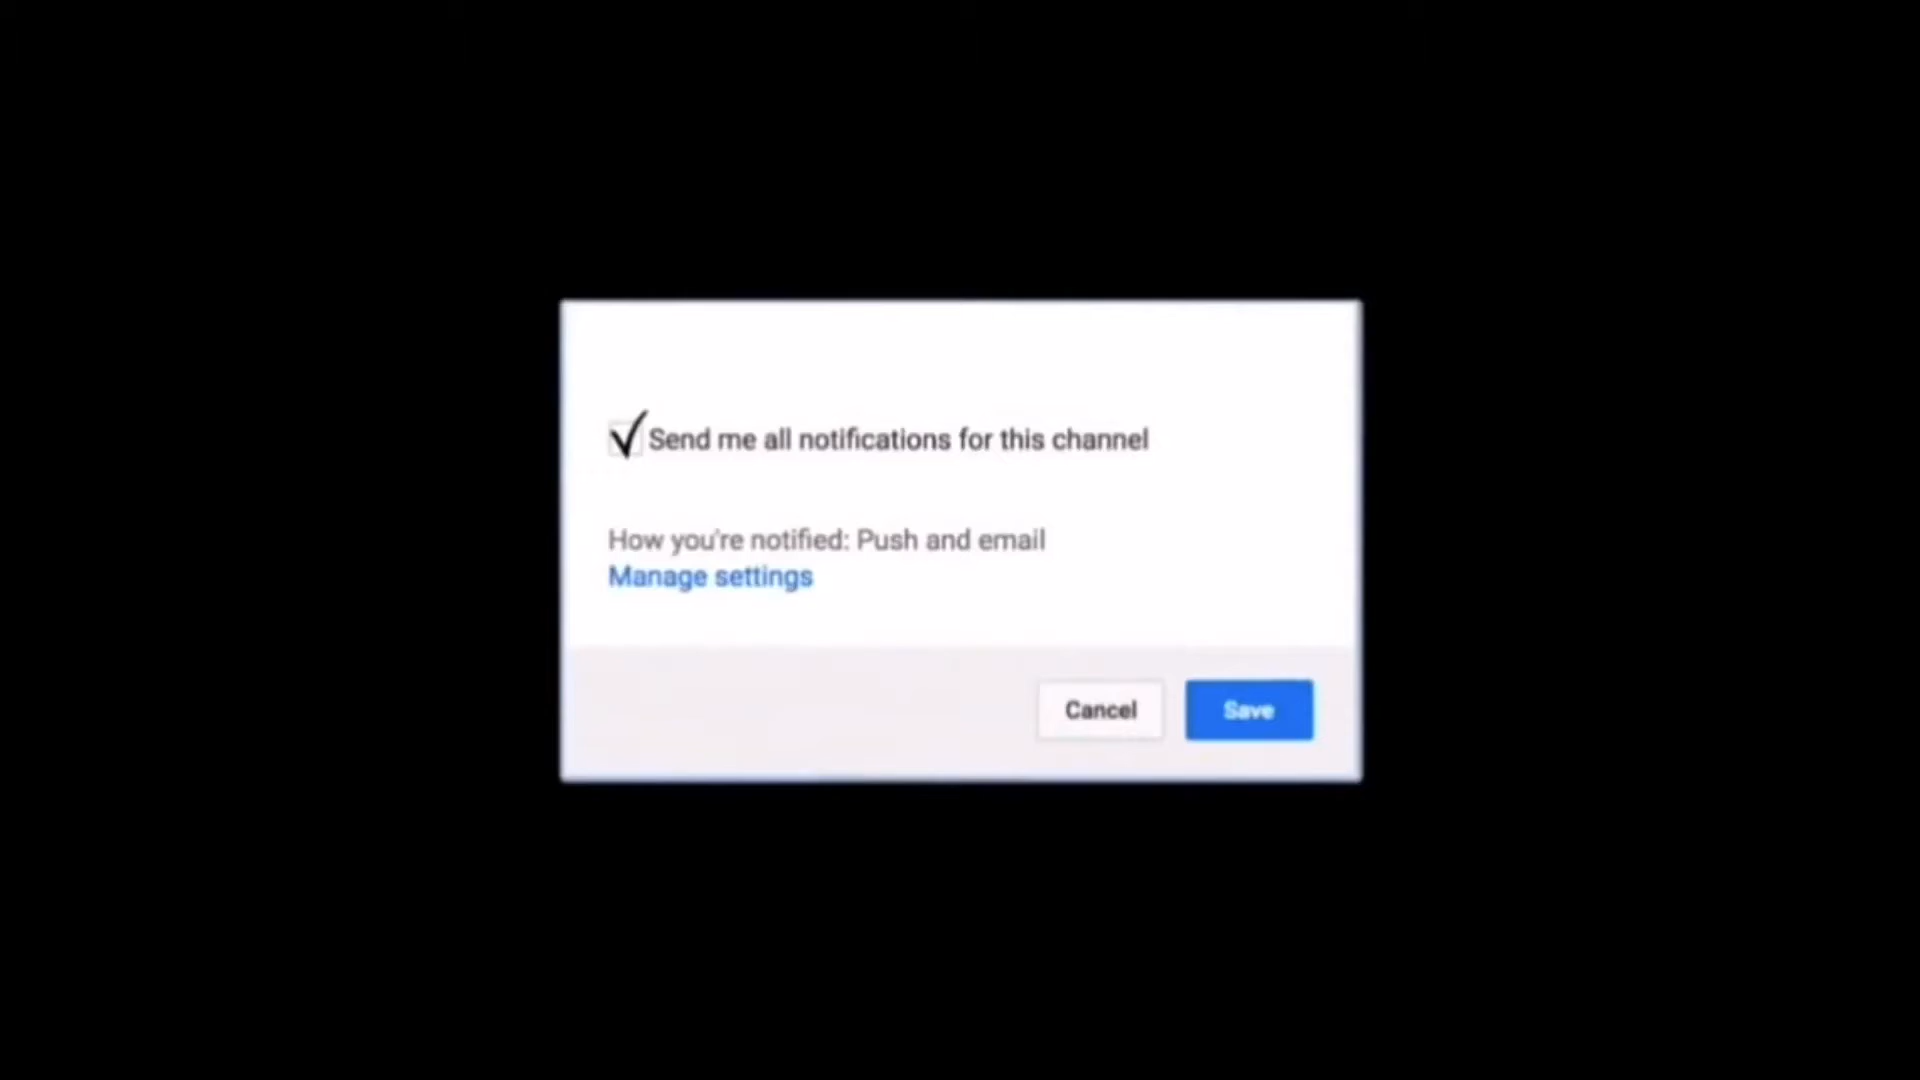 Send me all notifications for this channel
How you're notified: Push and email
Manage settings
Cancel
Save